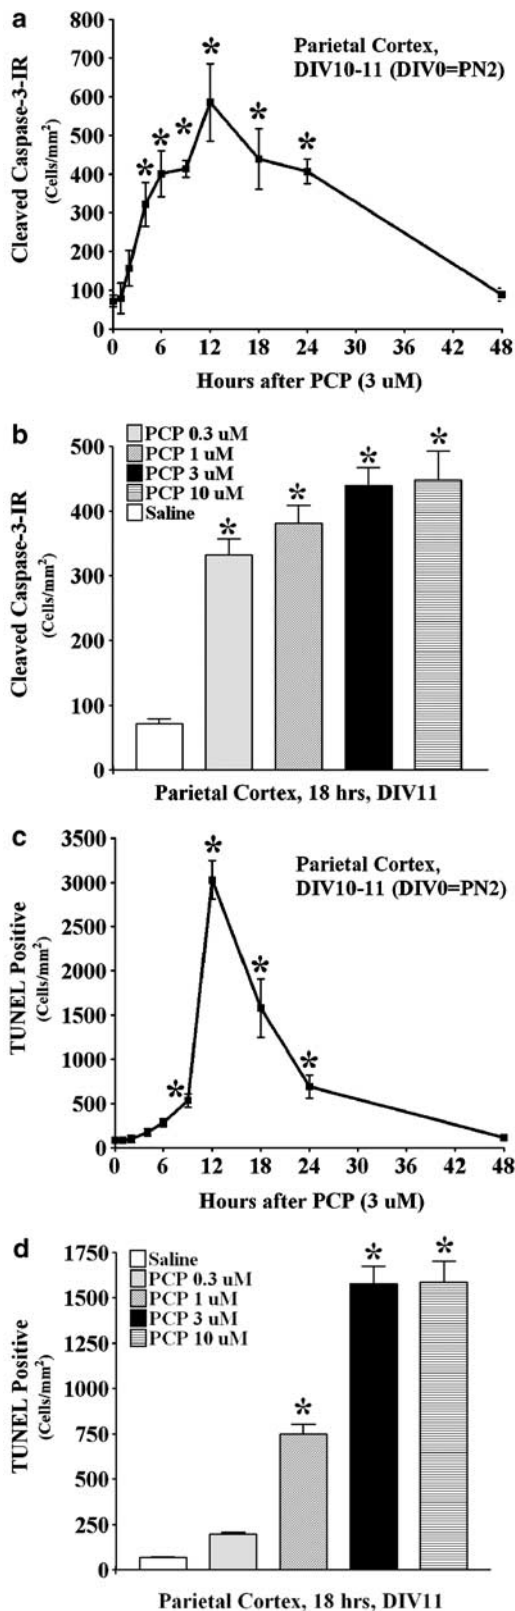 a
800
700
600
500
400
300
200
100
0
Cleaved Caspase-3-IR
(Cells/mm²)
Parietal Cortex,
DIV10-11 (DIV0=PN2)
* * * * * *
0 6 12 18 24 30 36 42 48
Hours after PCP (3 uM)
b
500
400
300
200
100
0
Cleaved Caspase-3-IR
(Cells/mm²)
PCP 0.3 uM
PCP 1 uM
PCP 3 uM
PCP 10 uM
Saline
* * * *
Parietal Cortex, 18 hrs, DIV11
c
3500
3000
2500
2000
1500
1000
500
0
TUNEL Positive
(Cells/mm²)
Parietal Cortex,
DIV10-11 (DIV0=PN2)
* * * *
0 6 12 18 24 30 36 42 48
Hours after PCP (3 uM)
d
1750
1500
1250
1000
750
500
250
0
TUNEL Positive
(Cells/mm²)
Saline
PCP 0.3 uM
PCP 1 uM
PCP 3 uM
PCP 10 uM
* * *
Parietal Cortex, 18 hrs, DIV11